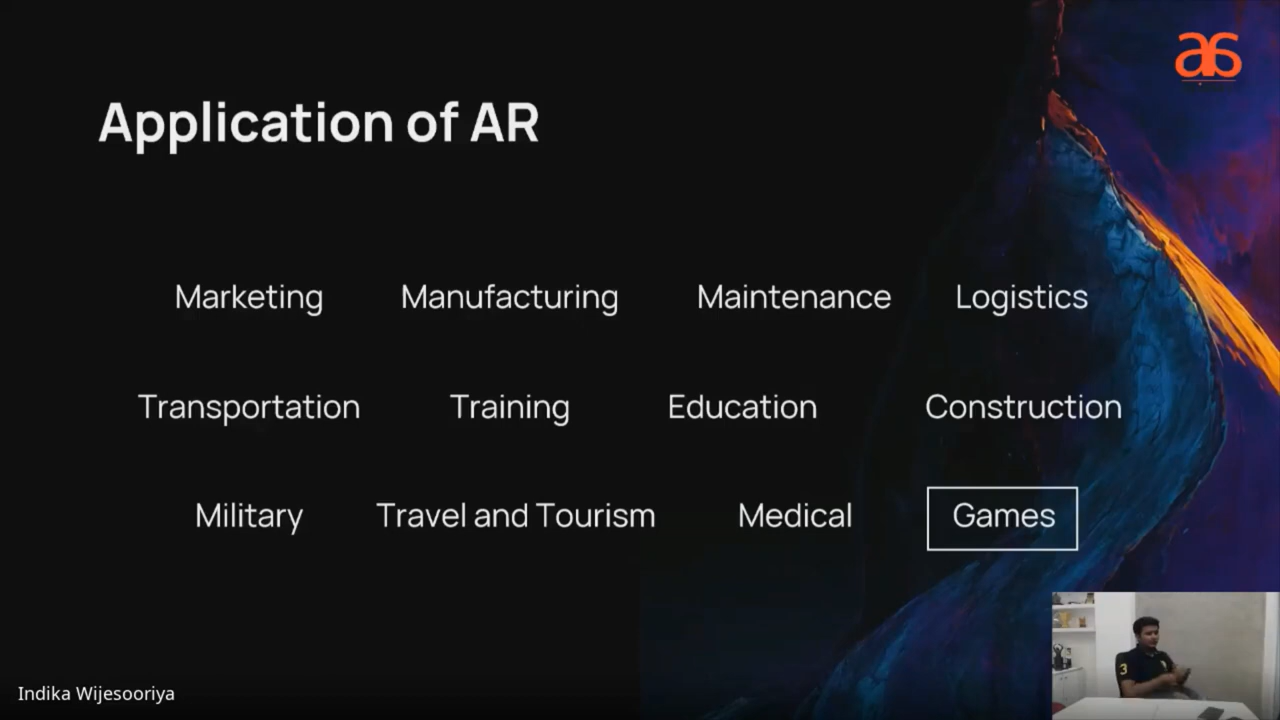 Application of AR
Marketing Manufacturing Maintenance Logistics
Transportation Training Education Construction
Military Travel and Tourism Medical Games
Indika Wijesooriya
3